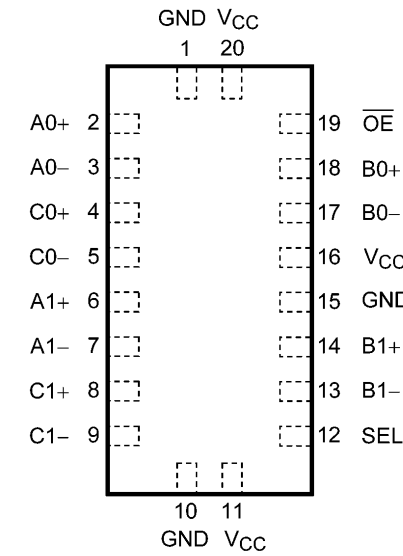 GND VCC
1 20
A0+ 2 19 OE
A0− 3 18 B0+
C0+ 4 17 B0−
C0− 5 16 VCC
A1+ 6 15 GND
A1− 7 14 B1+
C1+ 8 13 B1−
C1− 9 12 SEL
10 11
GND VCC